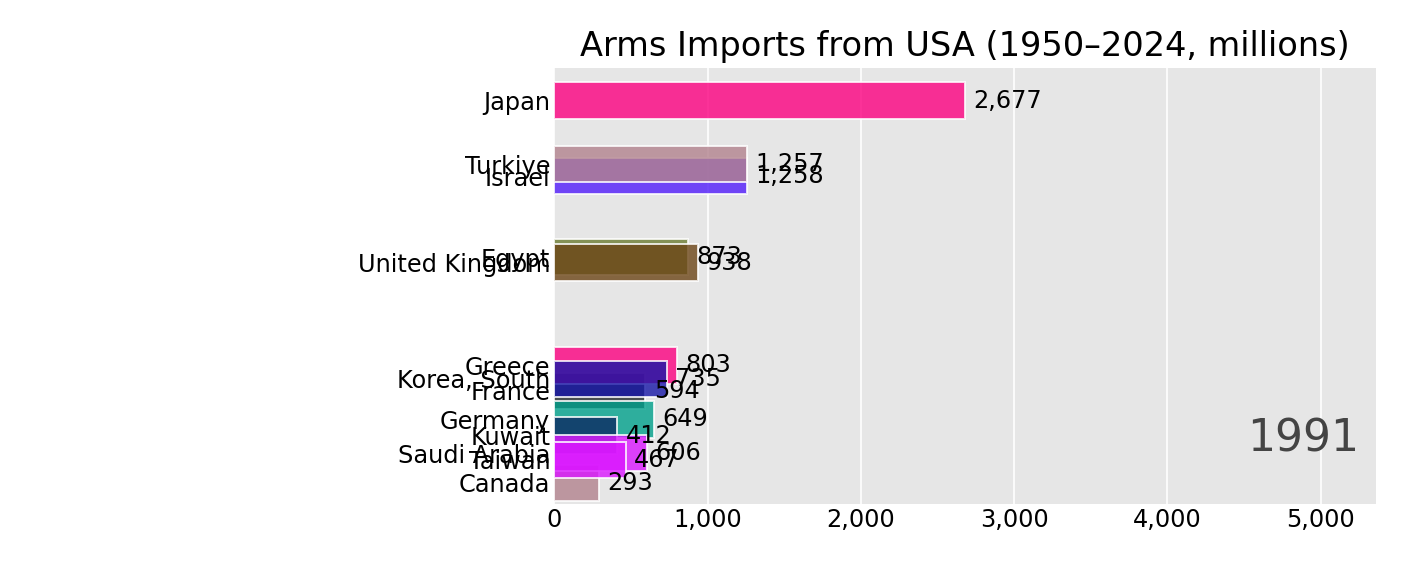 Arms Imports from USA (1950–2024, millions)
Japan 2,677
Turkiye 1,257
Israel 1,258
Egypt 873
United Kingdom 938
Greece 803
Korea, South 735
France 594
Germany 649
Kuwait 412
Saudi Arabia 606
Taiwan 467
Canada 293
1991
0 1,000 2,000 3,000 4,000 5,000